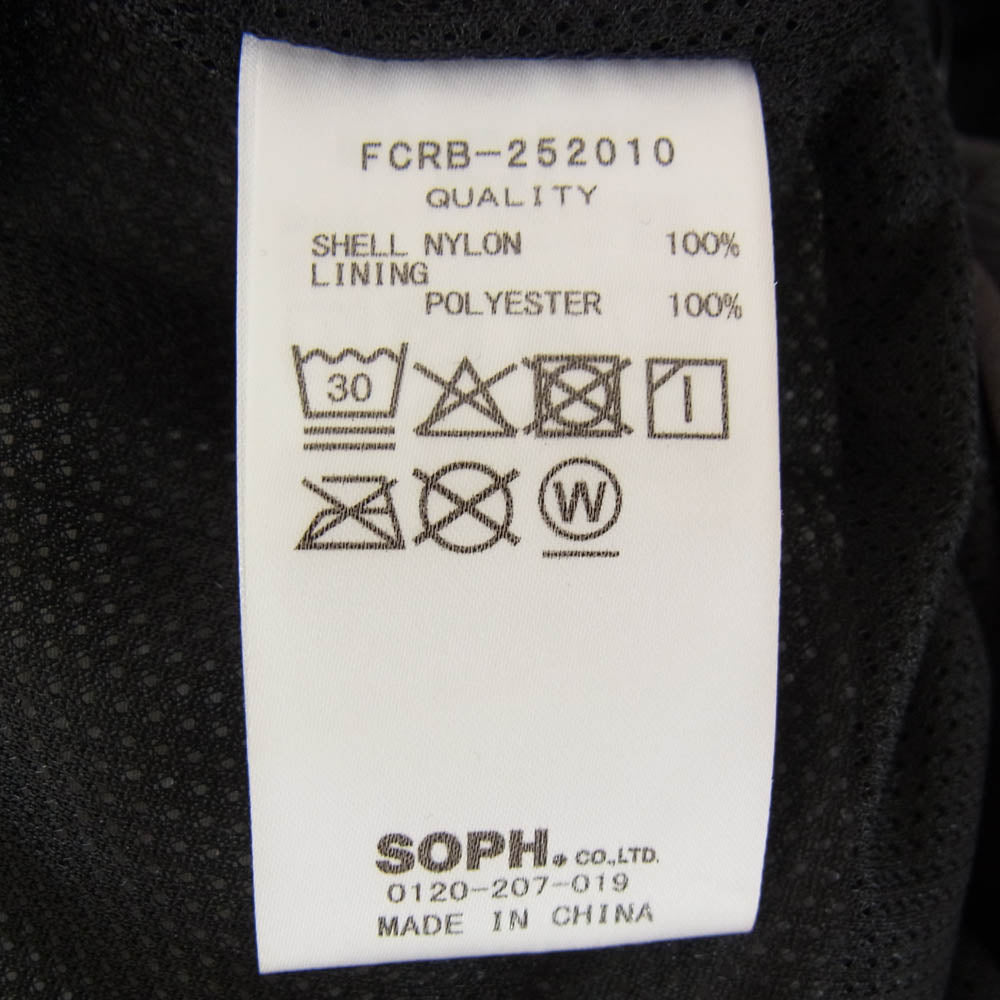 FCRB-252010
QUALITY
SHELL NYLON 100%
LINING
POLYESTER 100%
30
W
SOPH. CO.,LTD.
0120-207-019
MADE IN CHINA